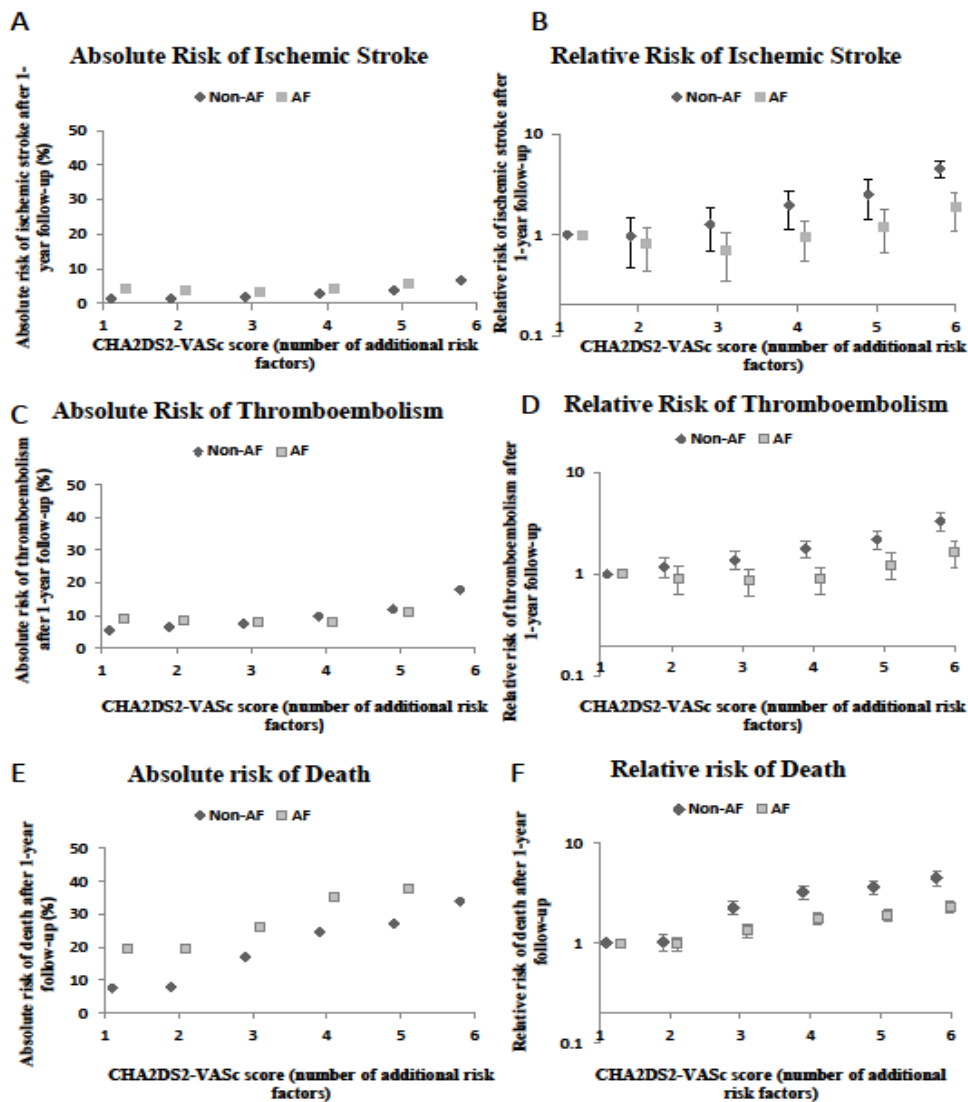 A
Absolute Risk of Ischemic Stroke
Absolute risk of ischemic stroke after 1-
year follow-up (%)
Non-AF AF
50
40
30
20
10
0
1 2 3 4 5 6
CHA2DS2-VASc score (number of additional risk
factors)
B
Relative Risk of Ischemic Stroke
Relative risk of ischemic stroke after
1-year follow-up
Non-AF AF
10
1
0.1
1 2 3 4 5 6
CHA2DS2-VASc score (number of additional risk
factors)
C
Absolute Risk of Thromboembolism
Absolute risk of thromboembolism
after 1-year follow-up (%)
Non-AF AF
50
40
30
20
10
0
1 2 3 4 5 6
CHA2DS2-VASc score (number of additional risk
factors)
D
Relative Risk of Thromboembolism
Relative risk of thromboembolism after
1-year follow-up
Non-AF AF
10
1
0.1
1 2 3 4 5 6
CHA2DS2-VASc score (number of additional risk
factors)
E
Absolute risk of Death
Absolute risk of death after 1-year
follow-up (%)
Non-AF AF
50
40
30
20
10
0
1 2 3 4 5 6
CHA2DS2-VASc score (number of additional risk
factors)
F
Relative risk of Death
Relative risk of death after 1-year
follow-up
Non-AF AF
10
1
0.1
1 2 3 4 5 6
CHA2DS2-VASc score (number of additional
risk factors)